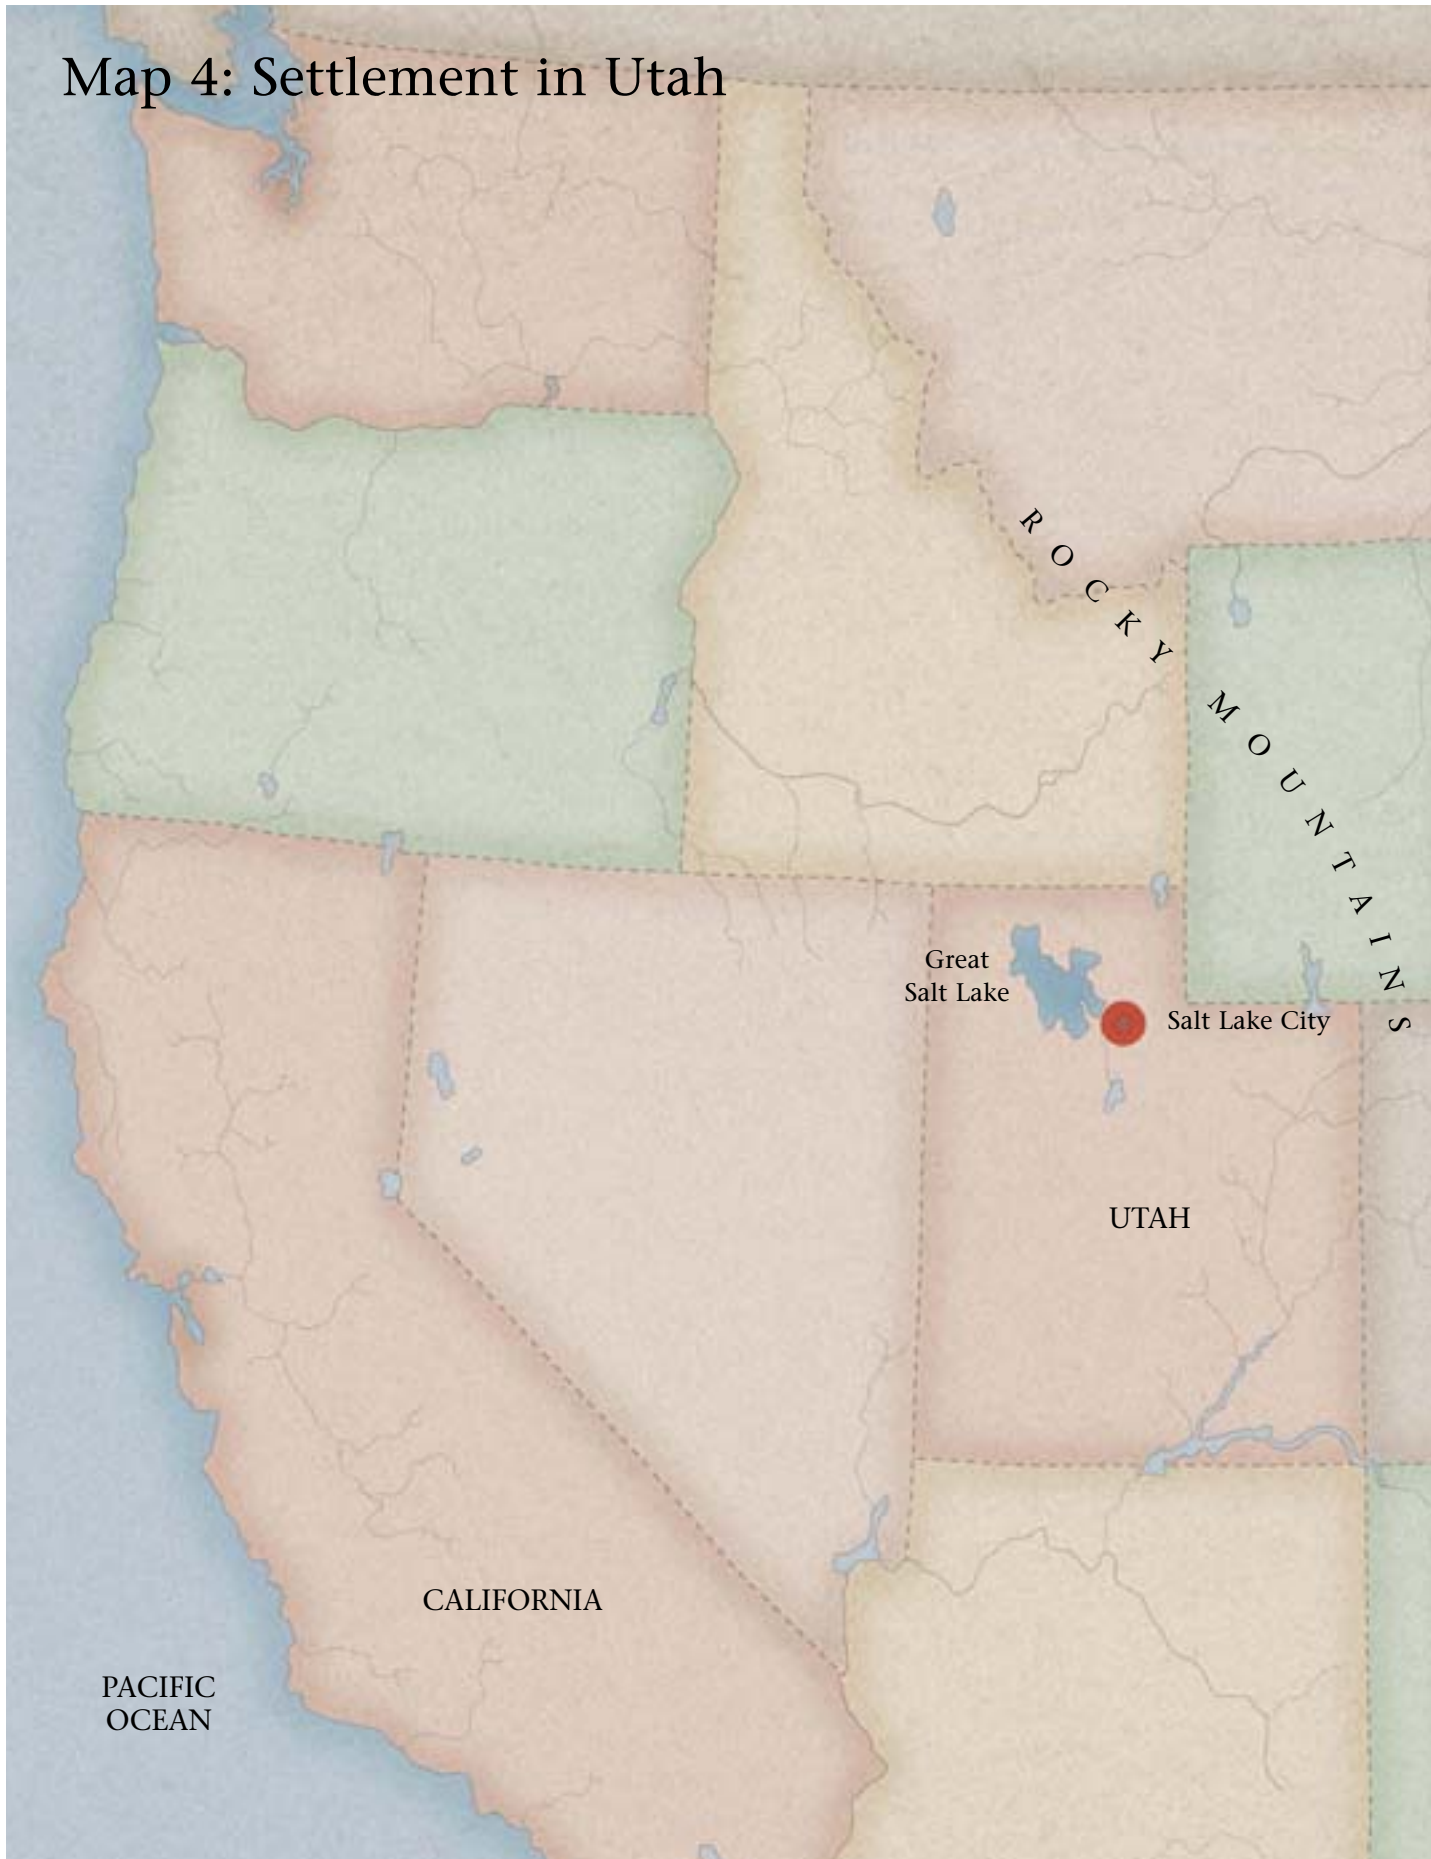 Map 4: Settlement in Utah
ROCKY MOUNTAINS
Great
Salt Lake
Salt Lake City
UTAH
CALIFORNIA
PACIFIC
OCEAN